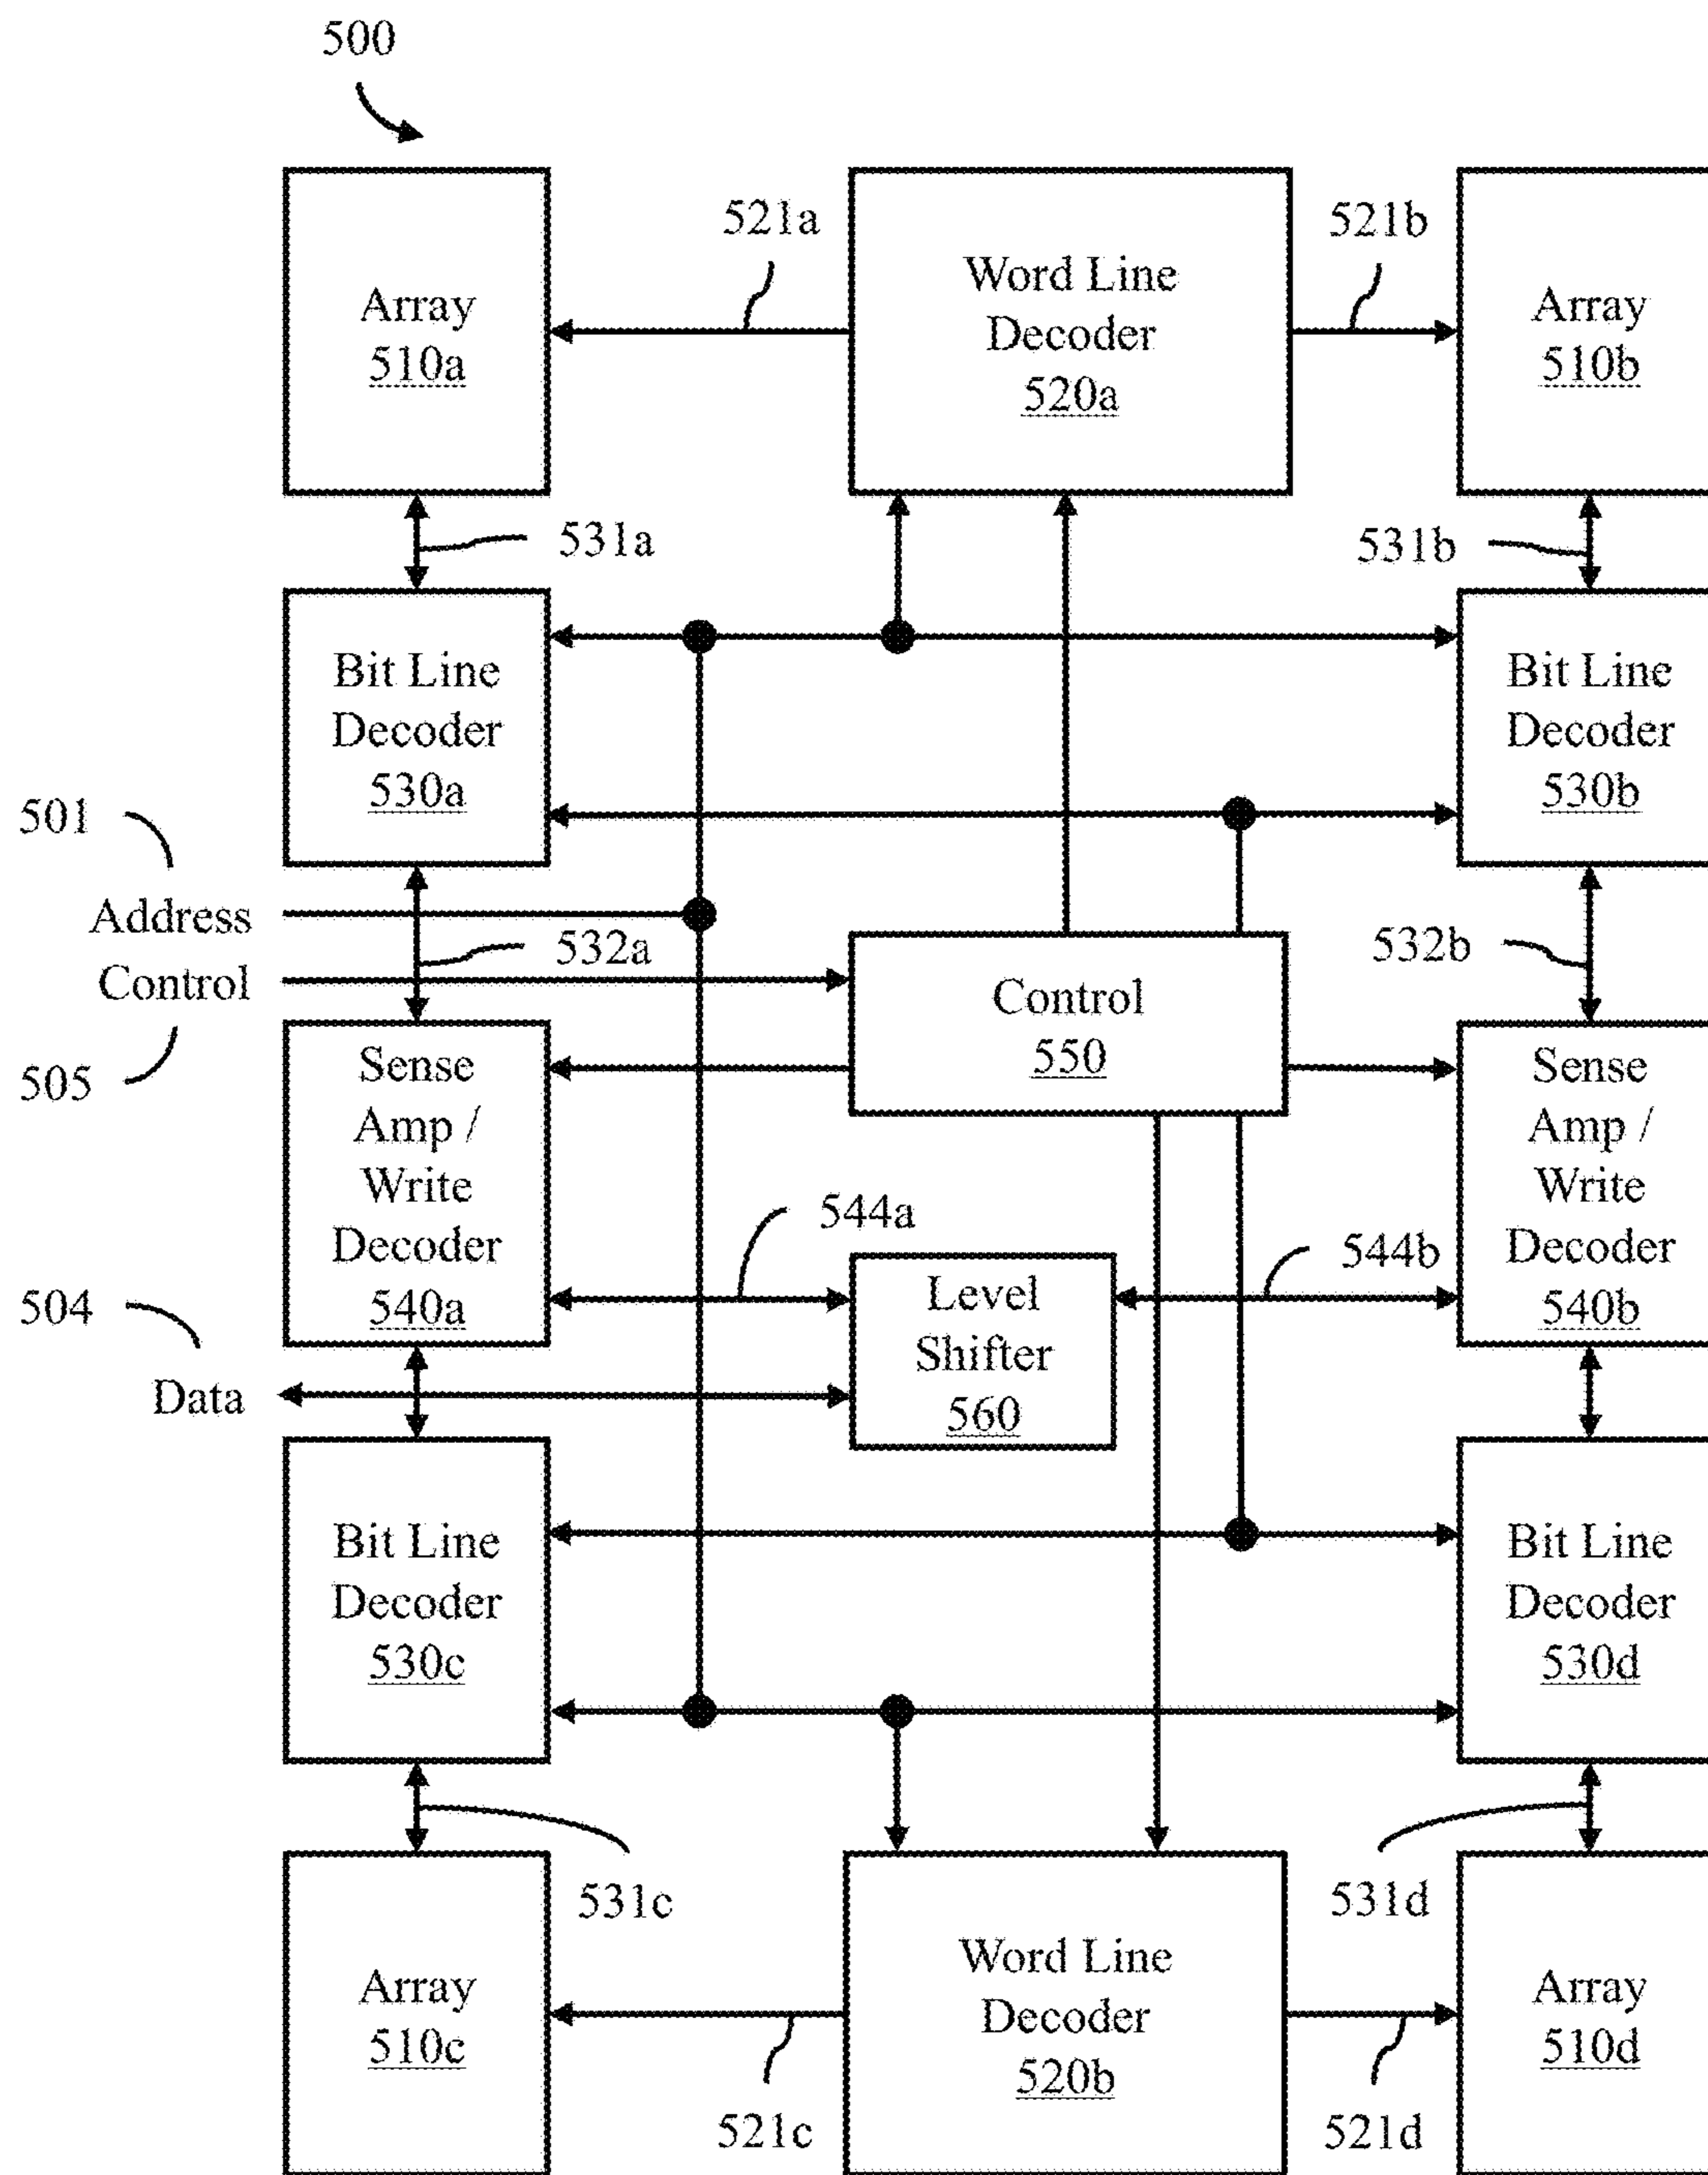 500
521a
521b
Array
510a
Word Line
Decoder
520a
Array
510b
531a
531b
Bit Line
Decoder
530a
Bit Line
Decoder
530b
501
Address
Control
505
532a
532b
Control
550
Sense
Amp /
Write
Decoder
540a
Sense
Amp /
Write
Decoder
540b
544a
544b
504
Data
Level
Shifter
560
Bit Line
Decoder
530c
Bit Line
Decoder
530d
531c
531d
Array
510c
Word Line
Decoder
520b
Array
510d
521c
521d